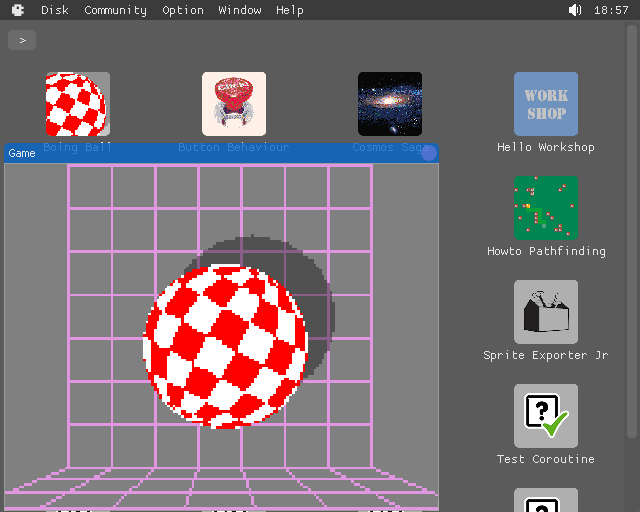 Disk Community Option Window Help 18:57
>
WORK
SHOP
Boing Ball Button Behaviour Cosmos Saga Hello Workshop
Game
Howto Pathfinding
Sprite Exporter Jr
?
Test Coroutine
?